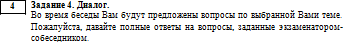 4 Задание 4. Диалог.
Во время беседы Вам будут предложены вопросы по выбранной Вами теме.
Пожалуйста, давайте полные ответы на вопросы, заданные экзаменатором-
собеседником.